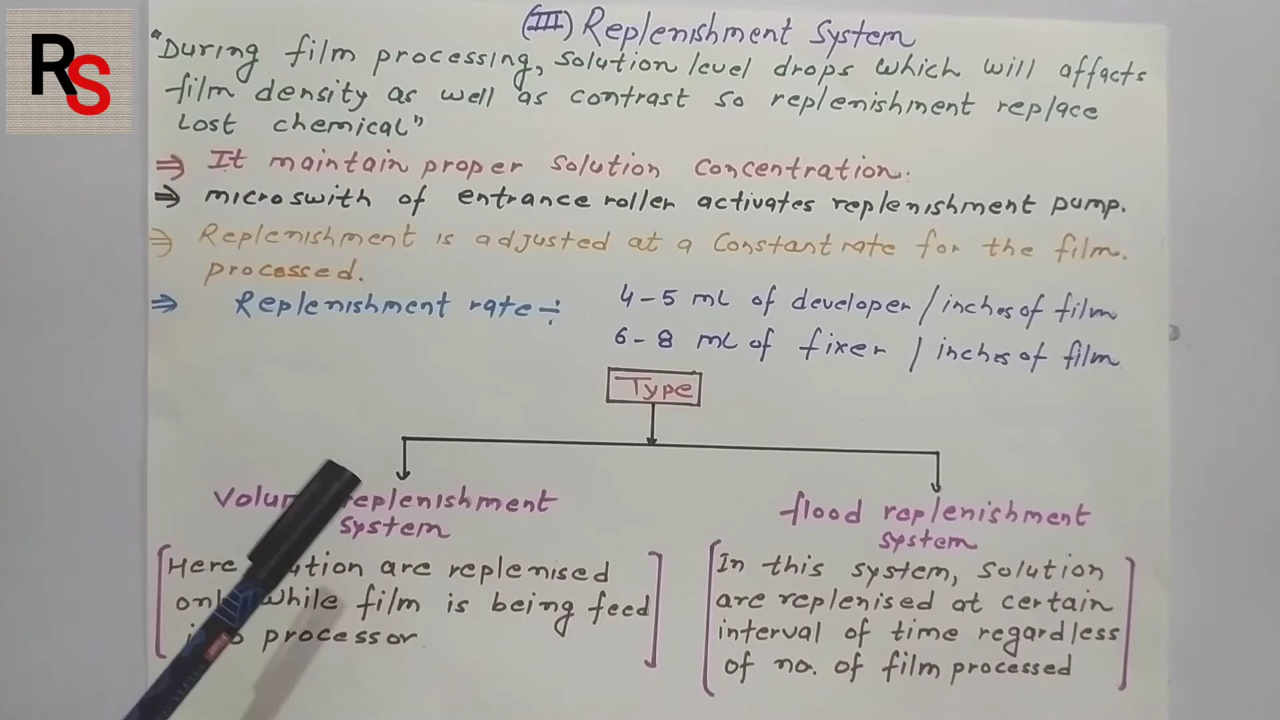 RS
(III) Replenishment System
"During film processing, solution level drops which will affacts
film density as well as contrast so replenishment replace
Lost chemical"
⇒ It maintain proper solution concentration.
⇒ microswith of entrance roller activates replenishment pump.
⇒ Replenishment is adjusted at a Constant rate for the film.
processed.
⇒ Replenishment rate ÷ 4-5 ml of developer / inches of film
6-8 ml of fixer / inches of film
Type
replenishment
system
[Here are replenised
while film is being feed
processor]
flood replenishment
system
[In this system, solution
are replenised at certain
interval of time regardless
of no. of film processed]